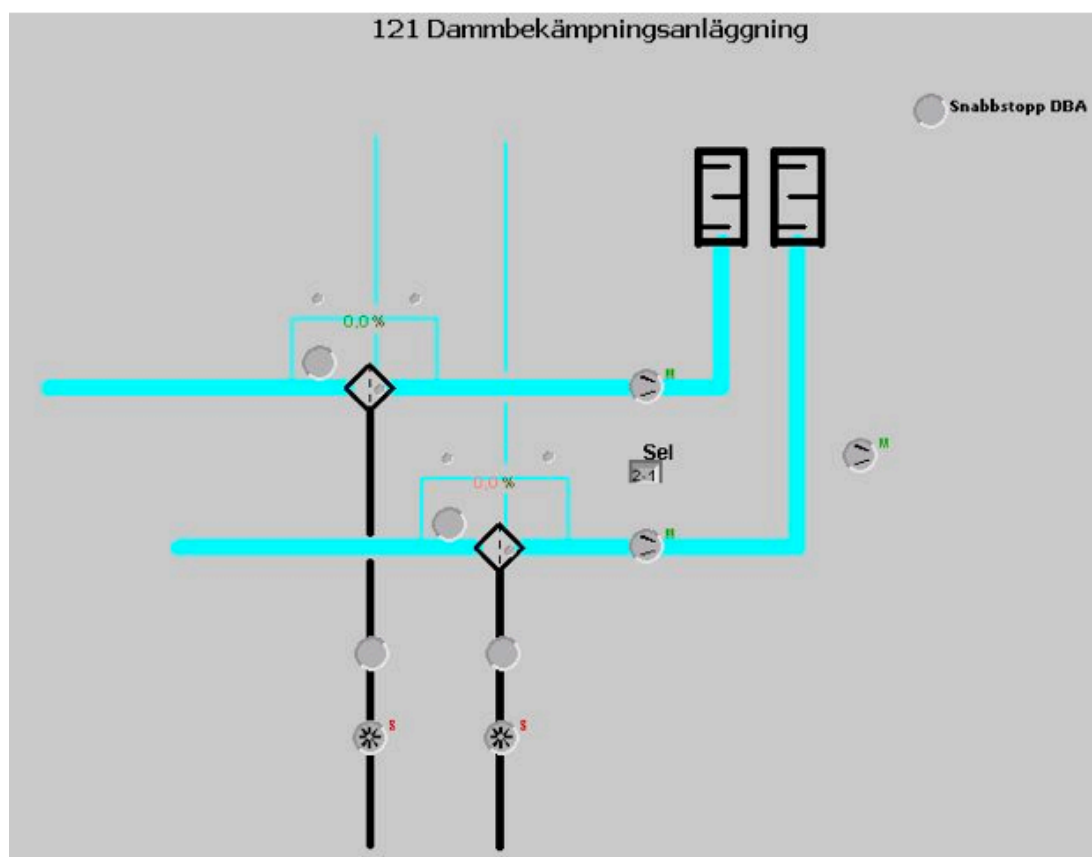 121 Dammbekämpningsanläggning
Snabbstopp DBA
0,0 %
M
Sel
2-1
M
0,0 %
M
S
S